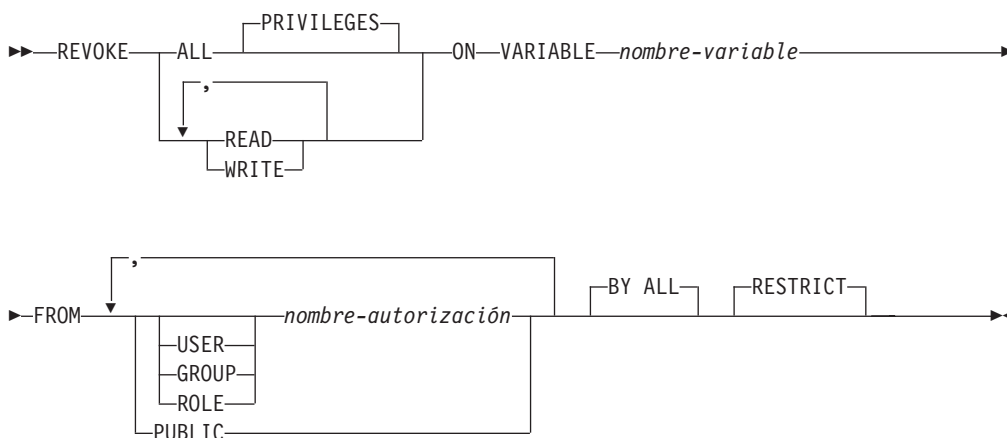 PRIVILEGES
REVOKE ALL ON VARIABLE nombre-variable
,
READ
WRITE
,
BY ALL RESTRICT
FROM nombre-autorización
USER
GROUP
ROLE
PUBLIC